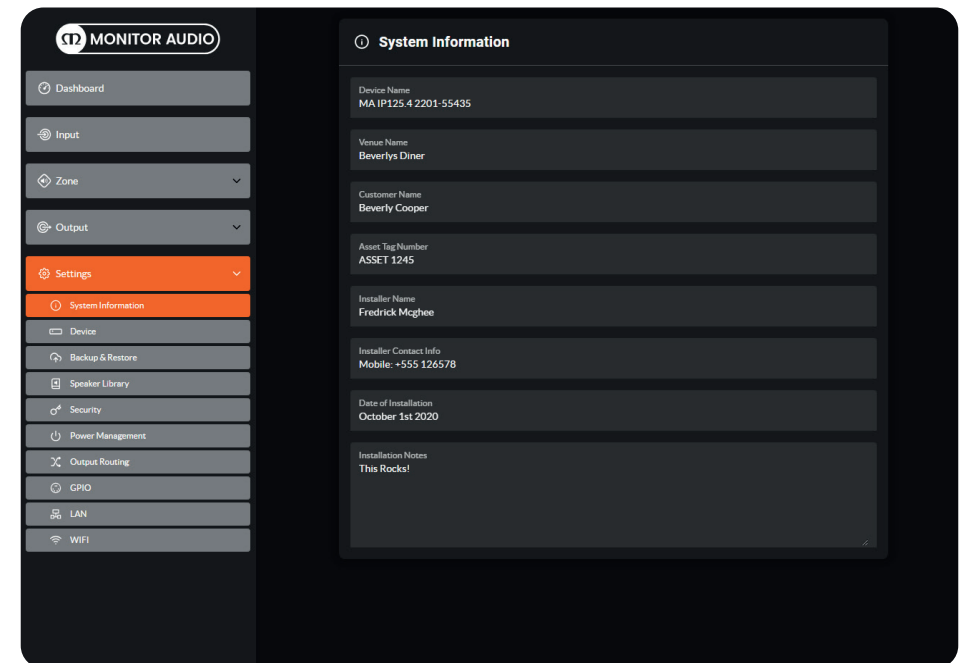 MONITOR AUDIO
Dashboard
Input
Zone
Output
Settings
System Information
Device
Backup & Restore
Speaker Library
Security
Power Management
Output Routing
GPIO
LAN
WIFI
System Information
Device Name
MA IP125.4 2201-55435
Venue Name
Beverlys Diner
Customer Name
Beverly Cooper
Asset Tag Number
ASSET 1245
Installer Name
Fredrick Mcghee
Installer Contact Info
Mobile: +555 126578
Date of Installation
October 1st 2020
Installation Notes
This Rocks!